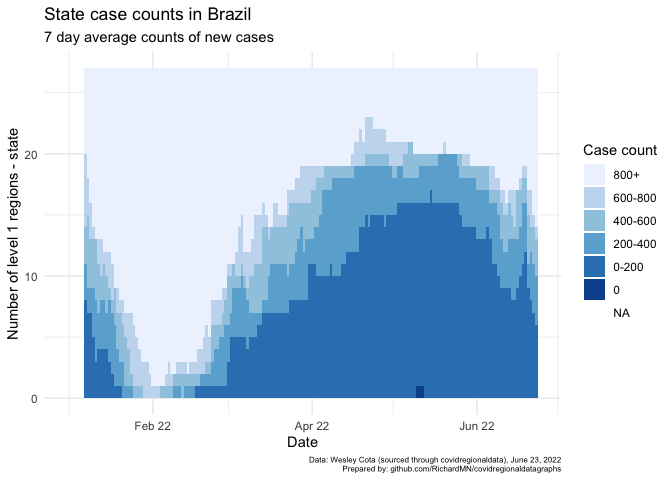 State case counts in Brazil
7 day average counts of new cases
Number of level 1 regions - state
20
10
0
Feb 22
Apr 22
Jun 22
Date
Case count
800+
600-800
400-600
200-400
0-200
0
NA
Data: Wesley Cota (sourced through covidregionaldata), June 23, 2022
Prepared by: github.com/RichardMN/covidregionaldatagraphs